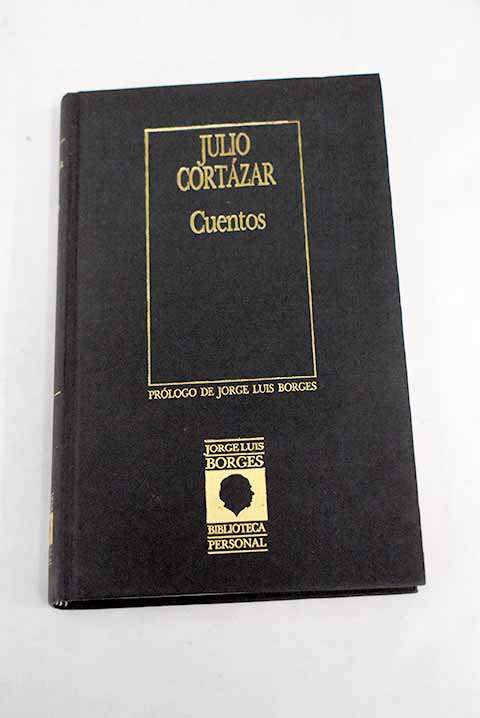 JULIO
CORTÁZAR
Cuentos
PRÓLOGO DE JORGE LUIS BORGES
JORGE LUIS
BORGES
BIBLIOTECA
PERSONAL